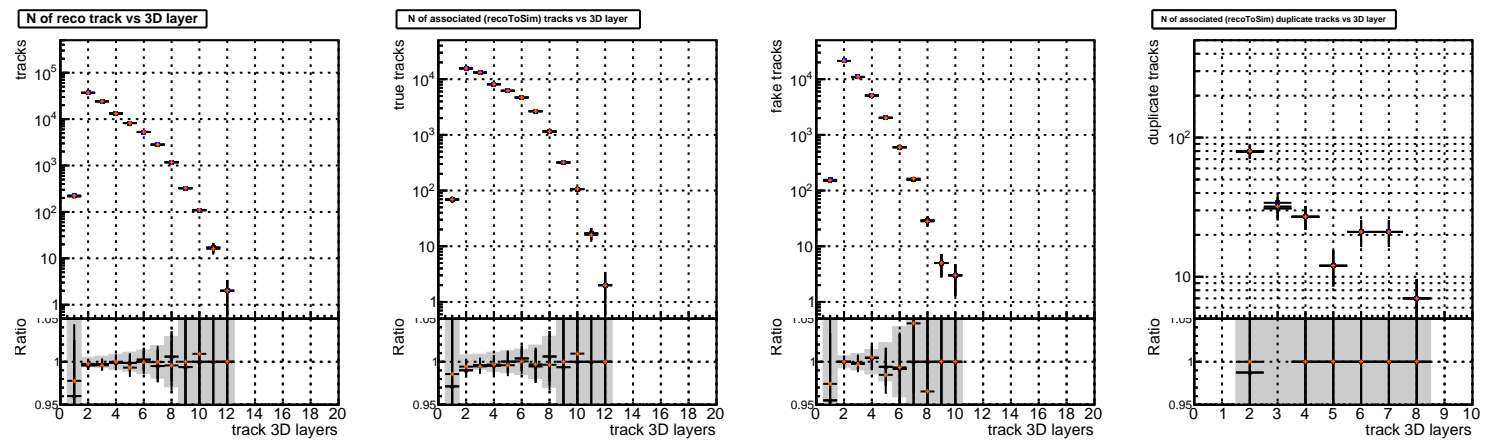 N of reco track vs 3D layer
tracks
10^5
10^4
10^3
10^2
10
1
Ratio
1.05
1
0.95
0 2 4 6 8 10 12 14 16 18 20
track 3D layers
N of associated (recoToSim) tracks vs 3D layer
true tracks
10^4
10^3
10^2
10
1
Ratio
1.05
1
0.95
0 2 4 6 8 10 12 14 16 18 20
track 3D layers
fake tracks
10^4
10^3
10^2
10
1
Ratio
1.05
1
0.95
0 2 4 6 8 10 12 14 16 18 20
track 3D layers
N of associated (recoToSim) duplicate tracks vs 3D layer
duplicate tracks
10^2
10
Ratio
1.05
1
0.95
0 1 2 3 4 5 6 7 8 9 10
track 3D layers